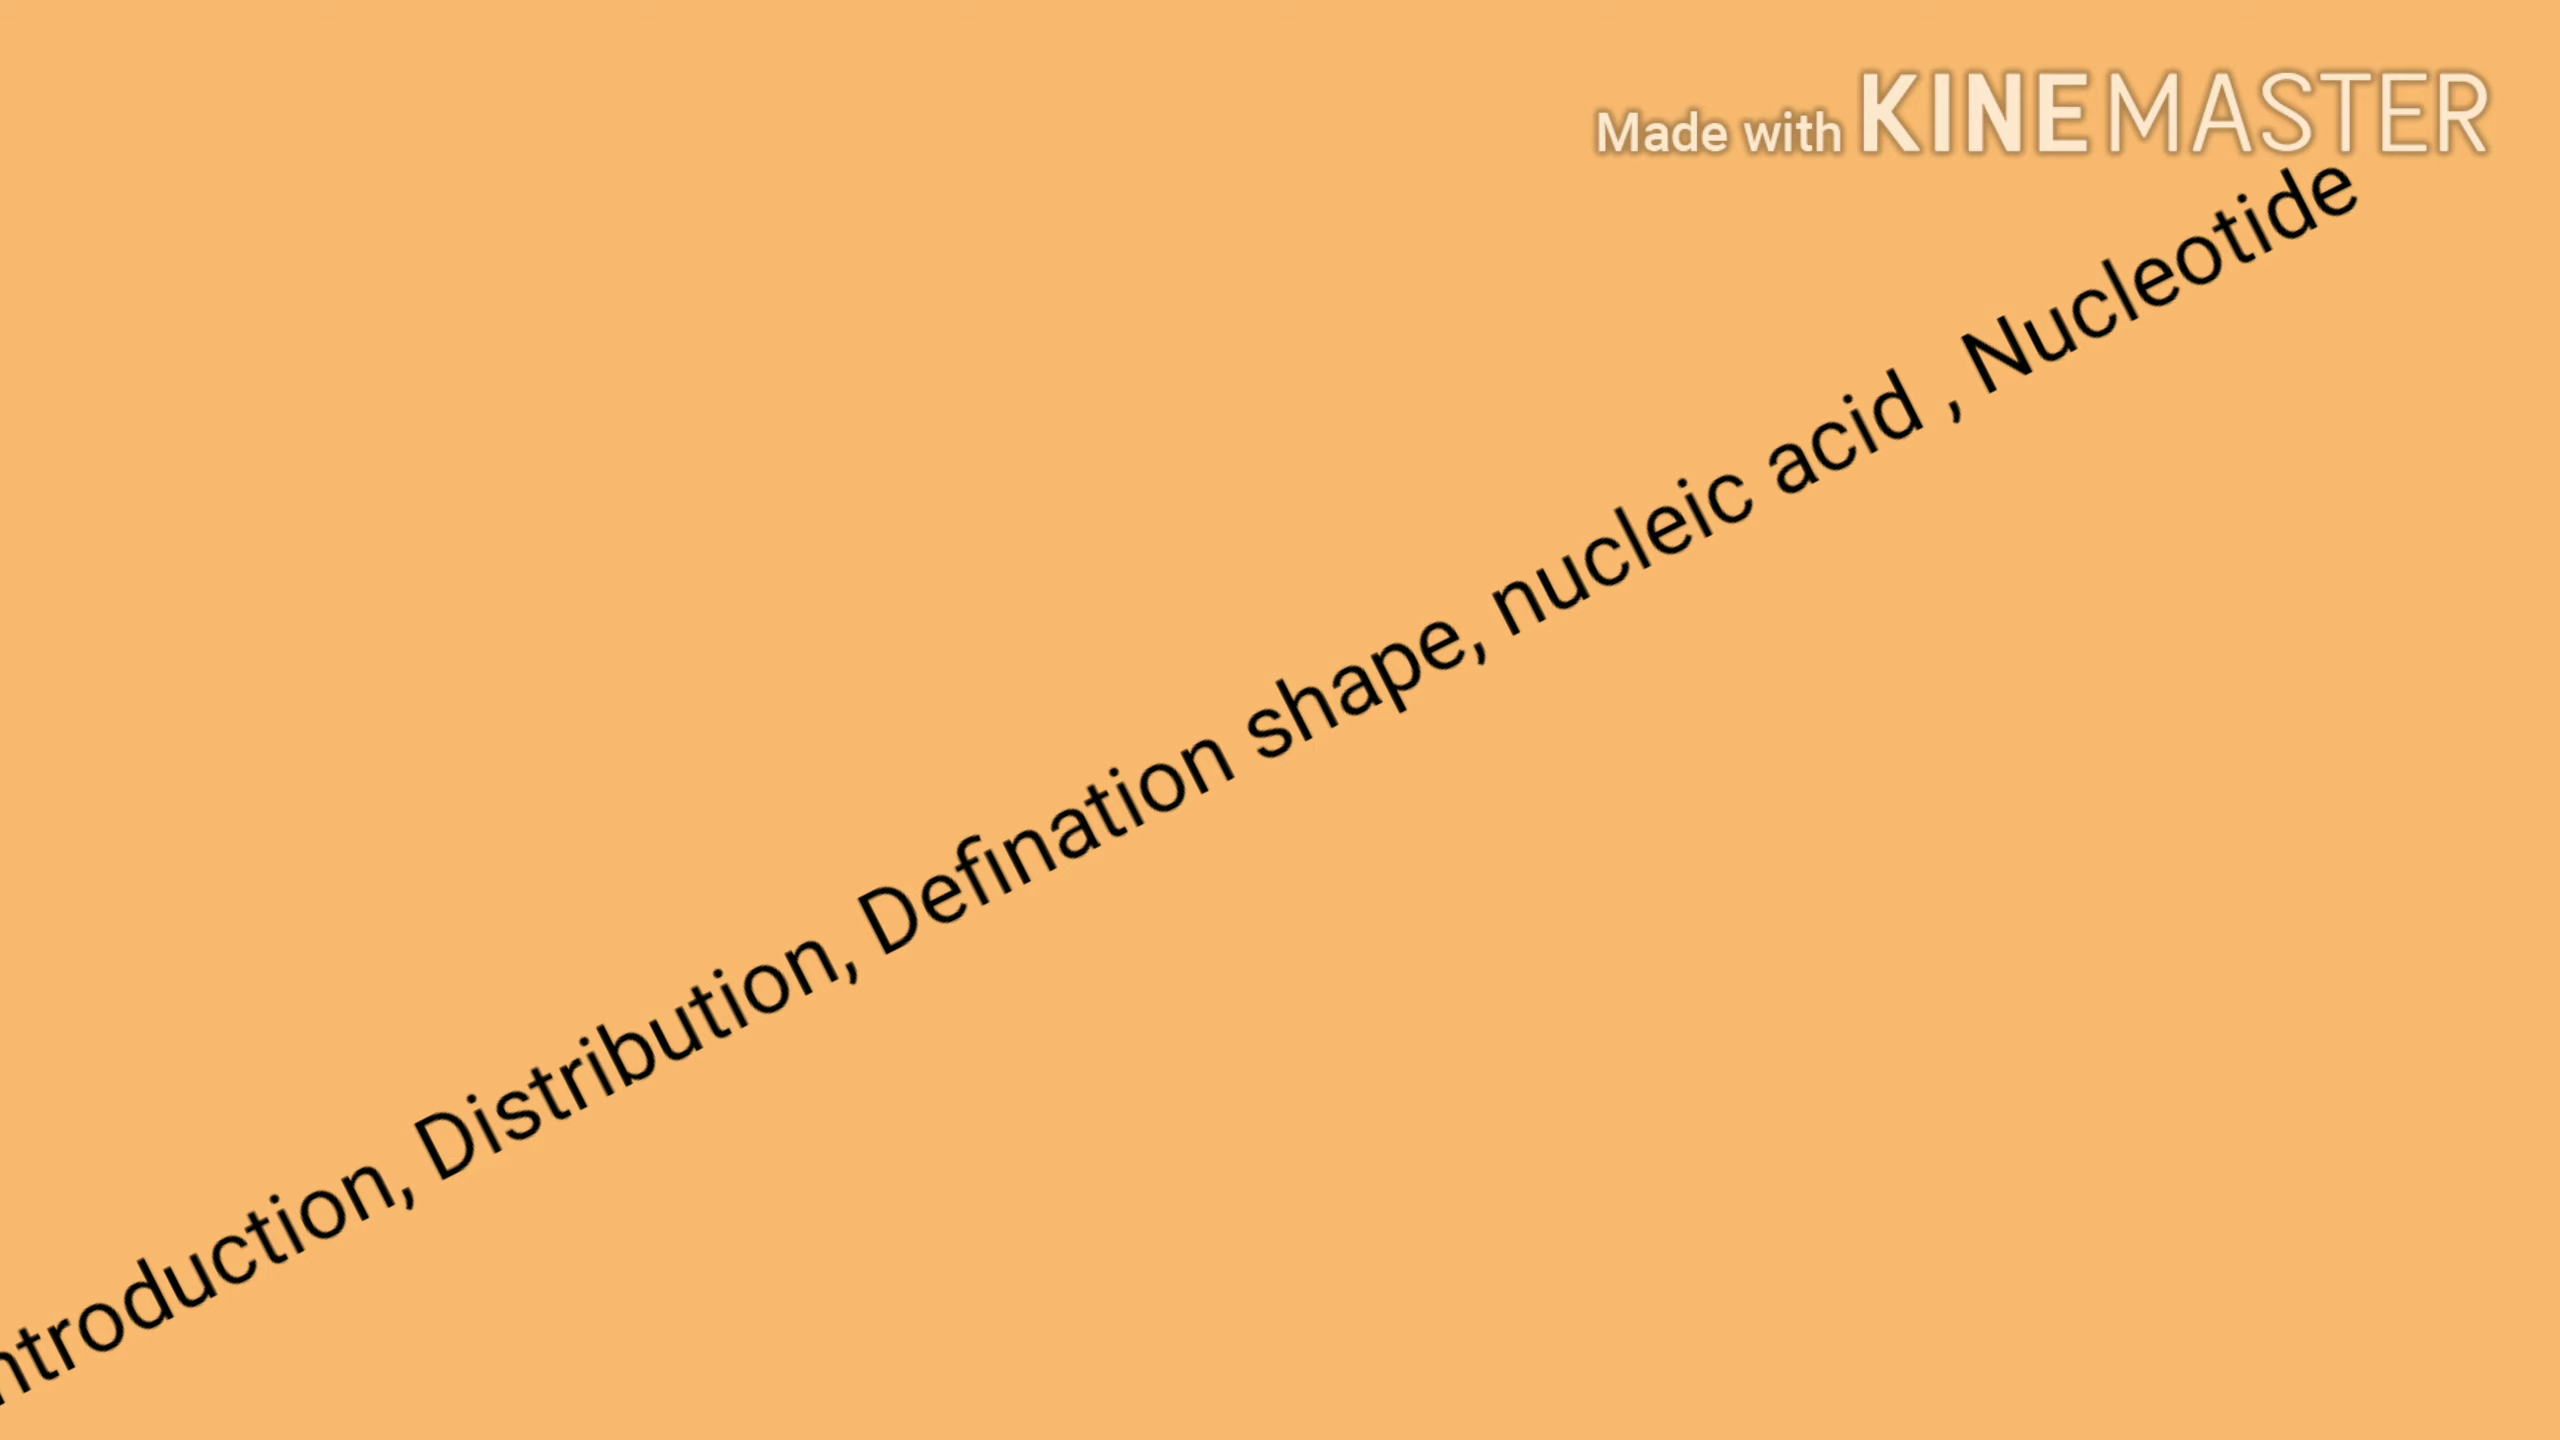 Made with KINEMASTER
ntroduction, Distribution, Defination shape, nucleic acid , Nucleotide